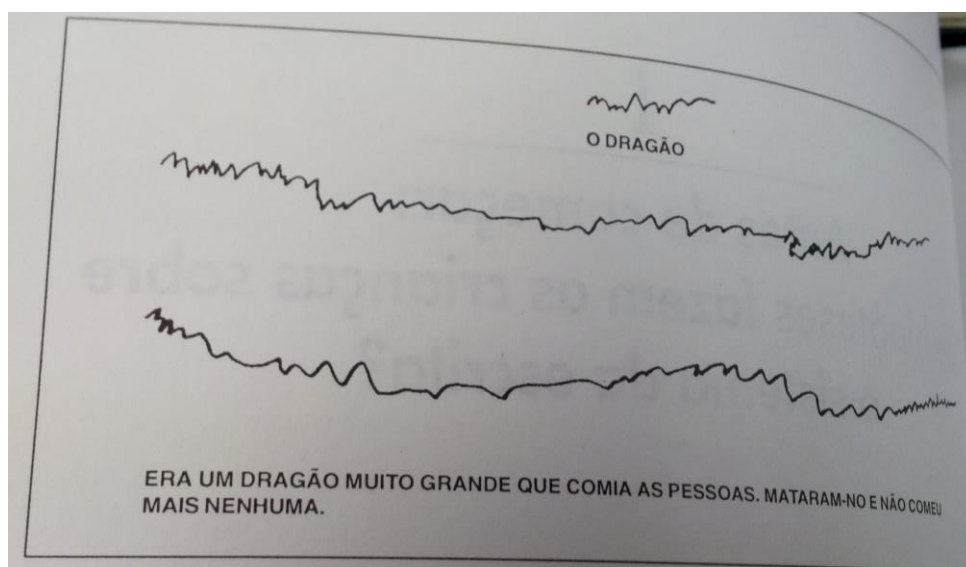 O DRAGÃO
ERA UM DRAGÃO MUITO GRANDE QUE COMIA AS PESSOAS. MATARAM-NO E NÃO COMEU
MAIS NENHUMA.